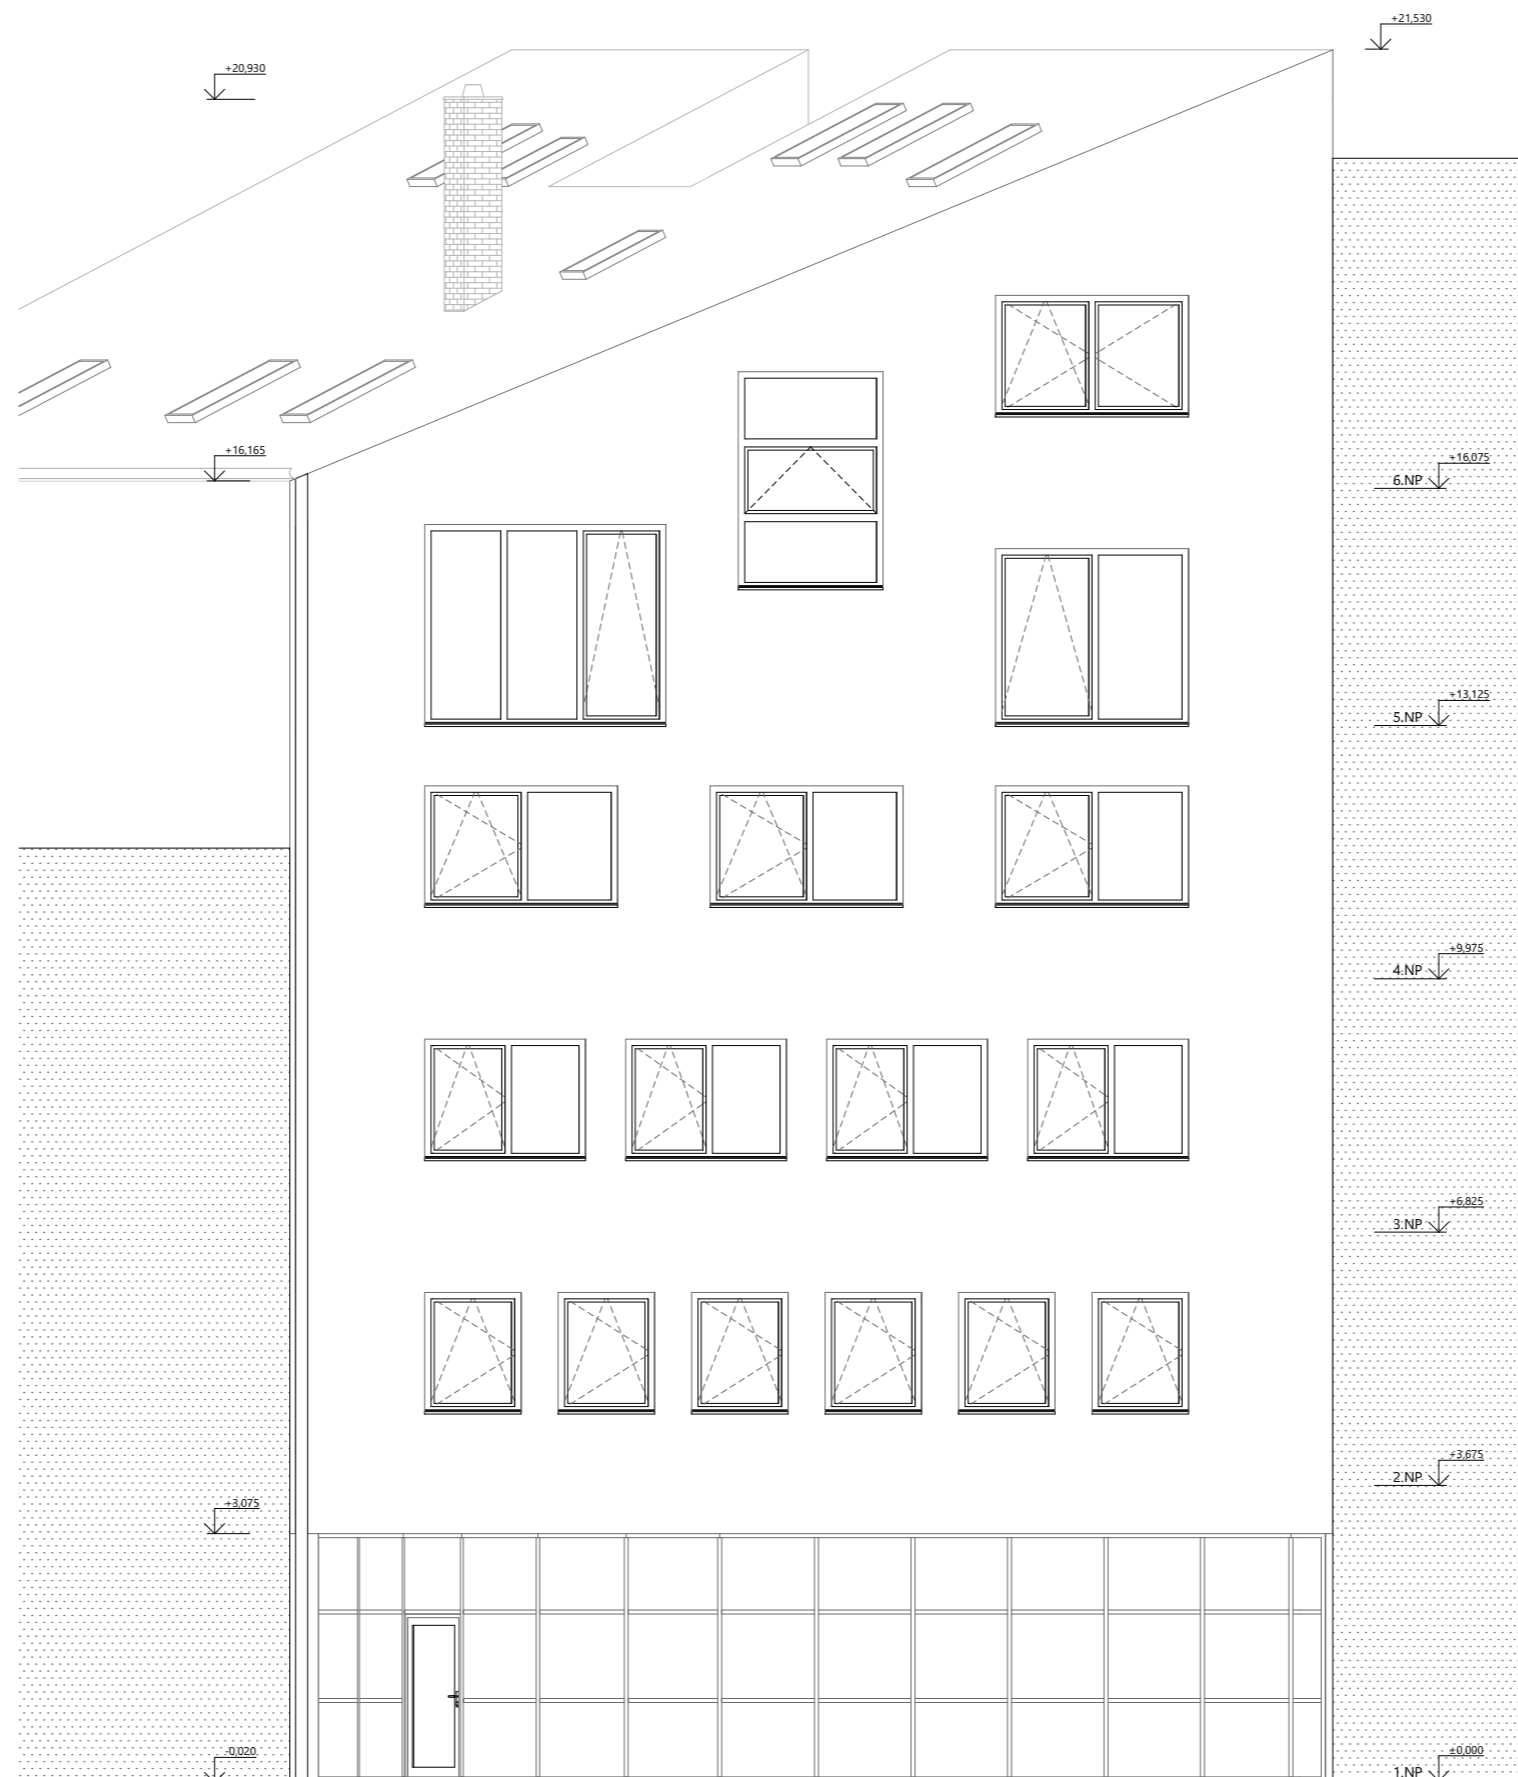 +21,530
+20,930
+16,165
+16,075
6.NP
+13,125
5.NP
+9,975
4.NP
+6,825
3.NP
+3,675
2.NP
+3,075
-0,020
±0,000
1.NP